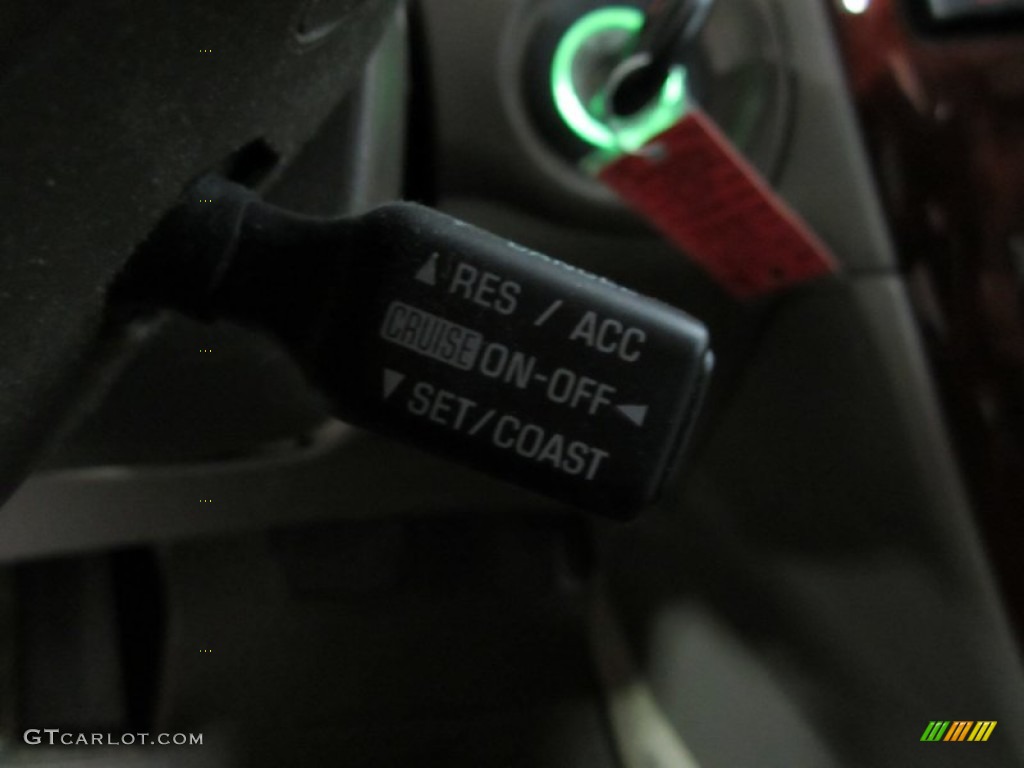 ▲ RES / ACC
CRUISE ON-OFF ◄
▼ SET/COAST
GTCARLOT.COM